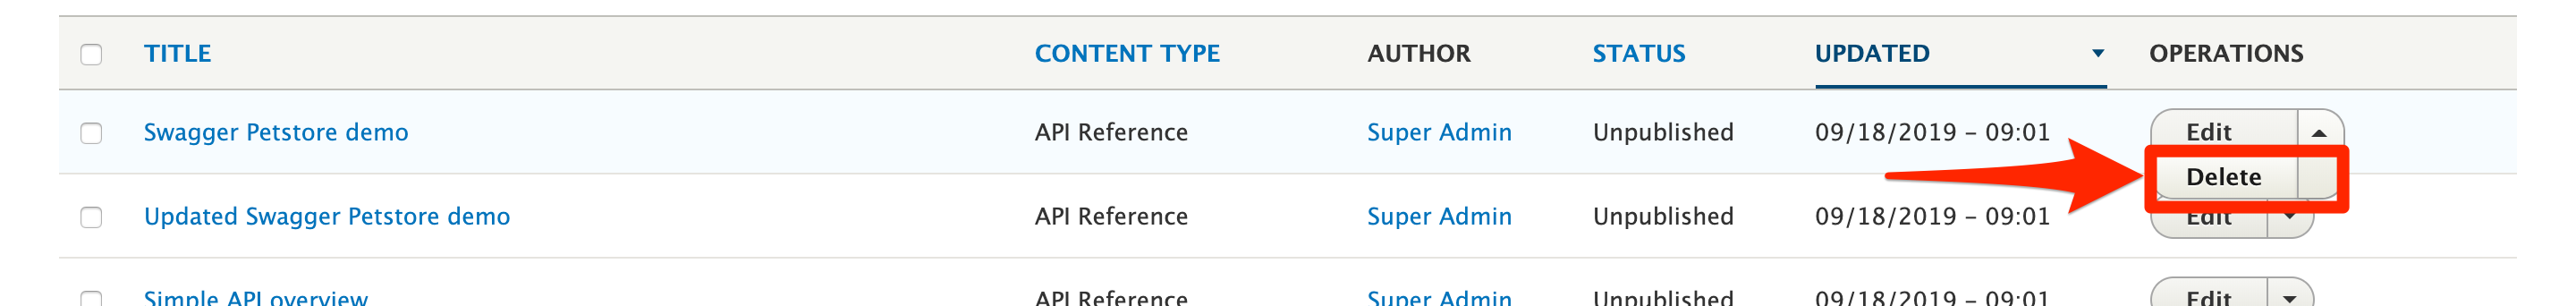 TITLE CONTENT TYPE AUTHOR STATUS UPDATED OPERATIONS
Swagger Petstore demo API Reference Super Admin Unpublished 09/18/2019 – 09:01 Edit
Delete
Updated Swagger Petstore demo API Reference Super Admin Unpublished 09/18/2019 – 09:01 Edit
Simple API overview API Reference Super Admin Unpublished 09/18/2019 – 09:01 Edit